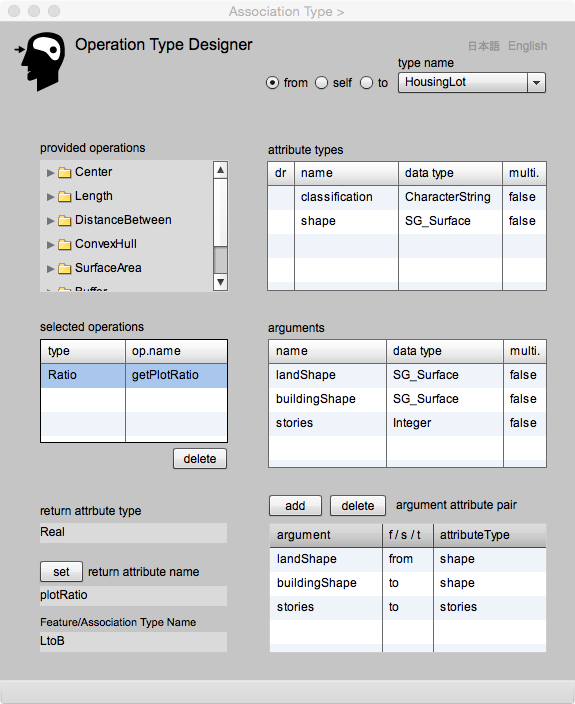 Association Type >
Operation Type Designer
日本語 English
type name
from self to HousingLot
provided operations
Center
Length
DistanceBetween
ConvexHull
SurfaceArea
Buffer
attribute types
dr name data type multi.
classification CharacterString false
shape SG_Surface false
selected operations
type op.name
Ratio getPlotRatio
delete
arguments
name data type multi.
landShape SG_Surface false
buildingShape SG_Surface false
stories Integer false
return attrbute type
Real
set return attribute name
plotRatio
Feature/Association Type Name
LtoB
add delete argument attribute pair
argument f / s / t attributeType
landShape from shape
buildingShape to shape
stories to stories